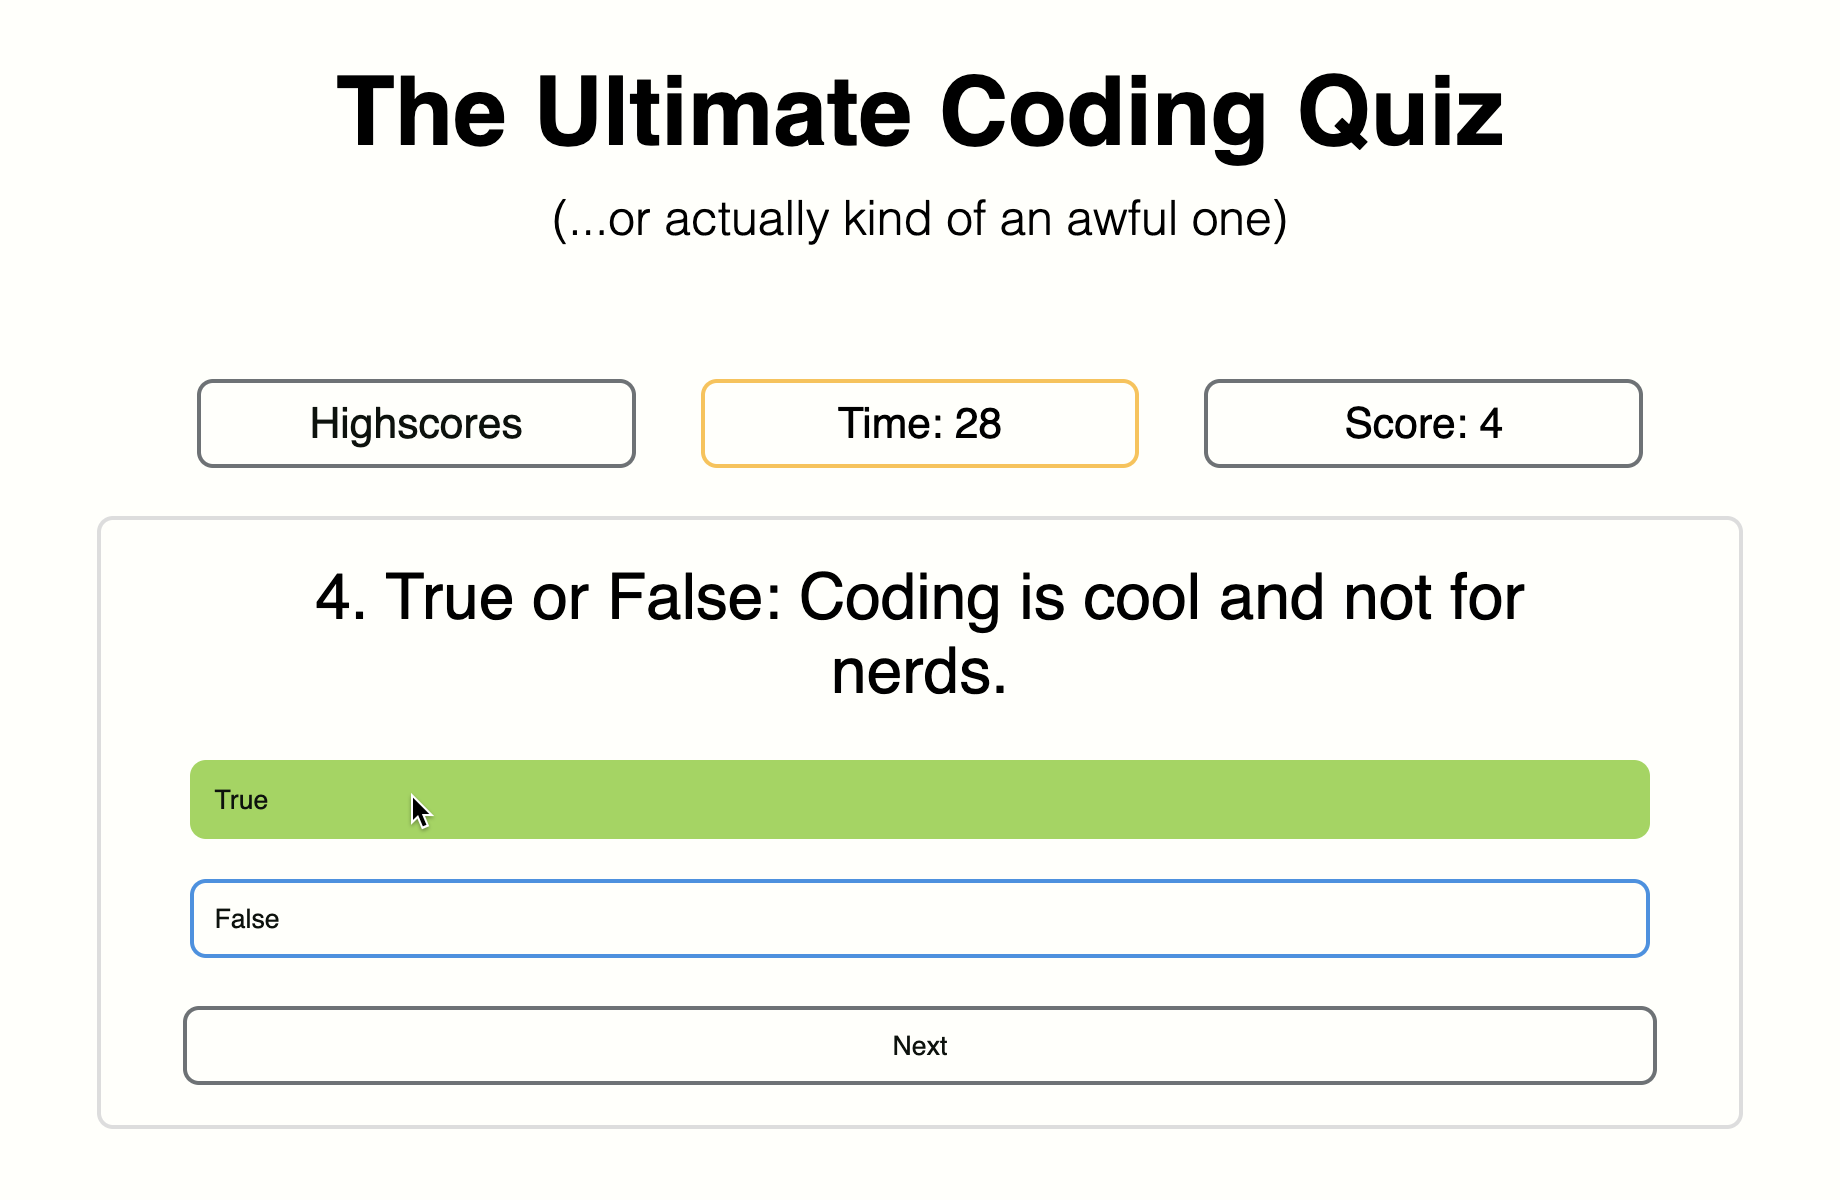 The Ultimate Coding Quiz
(...or actually kind of an awful one)
Highscores
Time: 28
Score: 4
4. True or False: Coding is cool and not for
nerds.
True
False
Next